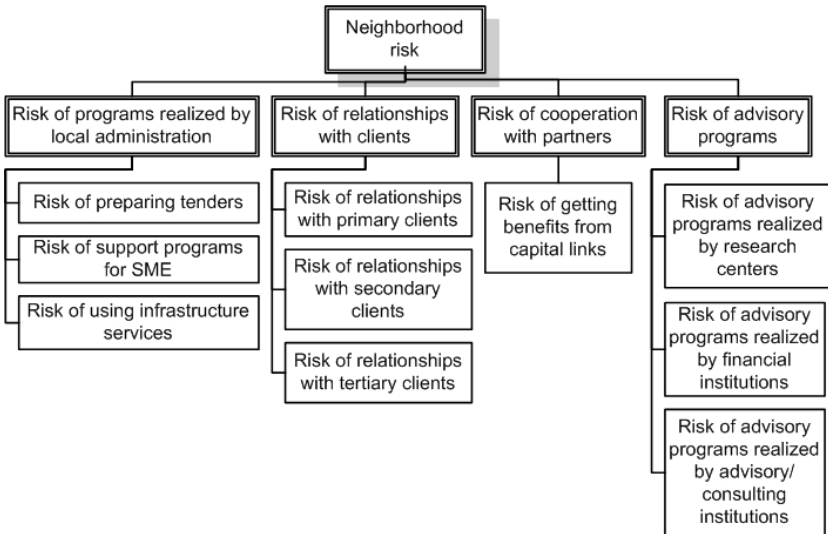 Neighborhood
risk
Risk of programs realized by
local administration
Risk of relationships
with clients
Risk of cooperation
with partners
Risk of advisory
programs
Risk of preparing tenders
Risk of support programs
for SME
Risk of using infrastructure
services
Risk of relationships
with primary clients
Risk of relationships
with secondary
clients
Risk of relationships
with tertiary clients
Risk of getting
benefits from
capital links
Risk of advisory
programs realized
by research
centers
Risk of advisory
programs realized
by financial
institutions
Risk of advisory
programs realized
by advisory/
consulting
institutions